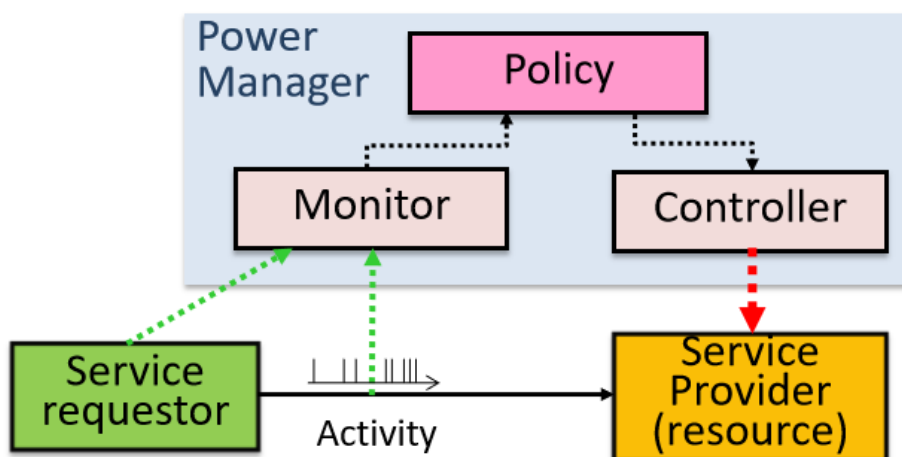 Power
Manager
Policy
Monitor
Controller
Service
requestor
Activity
Service
Provider
(resource)